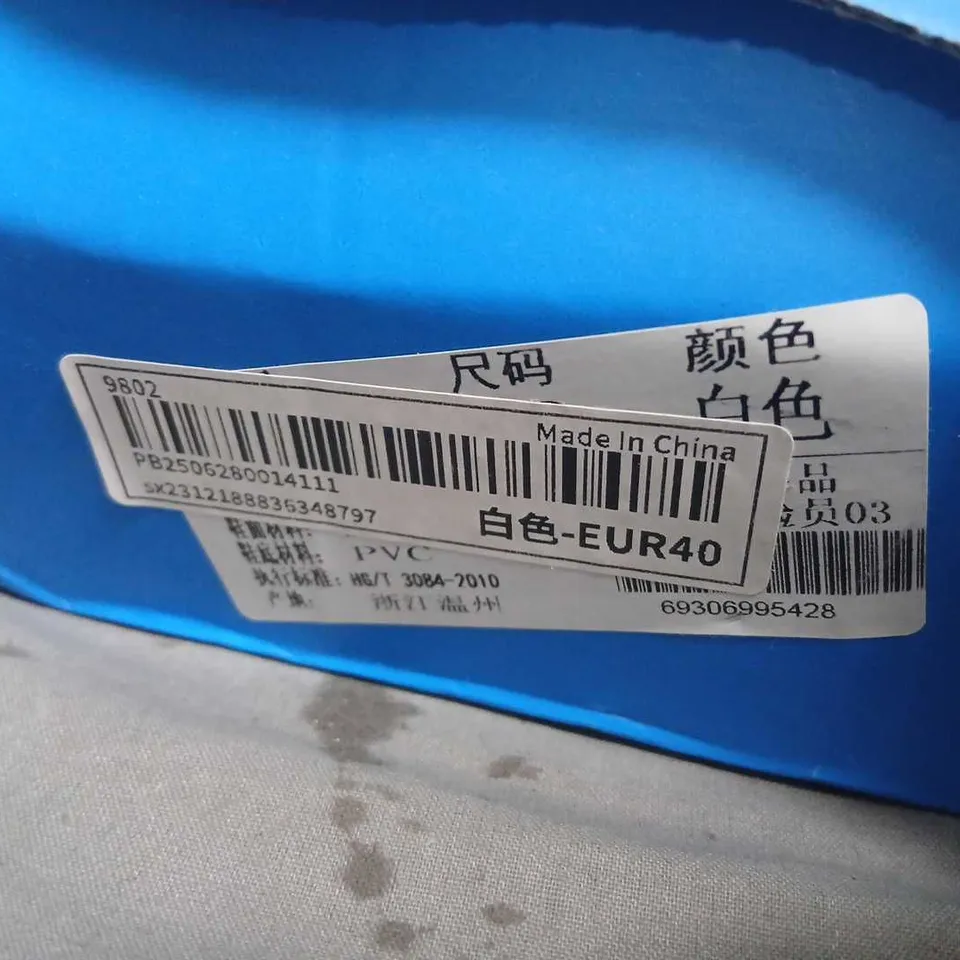 9802
Made In China
PB2506280014111
sx23121888836348797
白色-EUR40
尺码
颜色
白色
品
员03
鞋面材料:
鞋底材料: PVC
执行标准: HG/T 3084-2010
产地: 浙江温州
69306995428